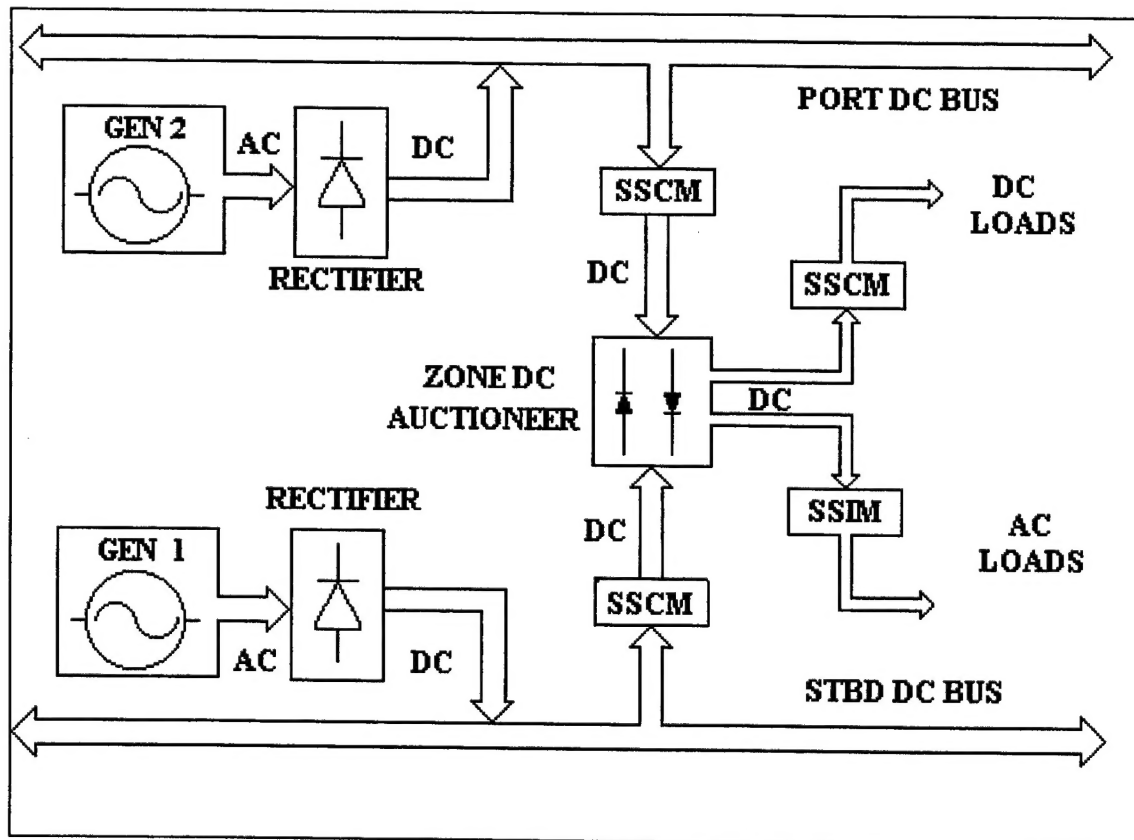 PORT DC BUS
GEN 2
AC
DC
RECTIFIER
SSCM
DC
DC
LOADS
SSCM
ZONE DC
AUCTIONEER
DC
RECTIFIER
GEN 1
AC
DC
DC
SSCM
SSIM
AC
LOADS
STBD DC BUS